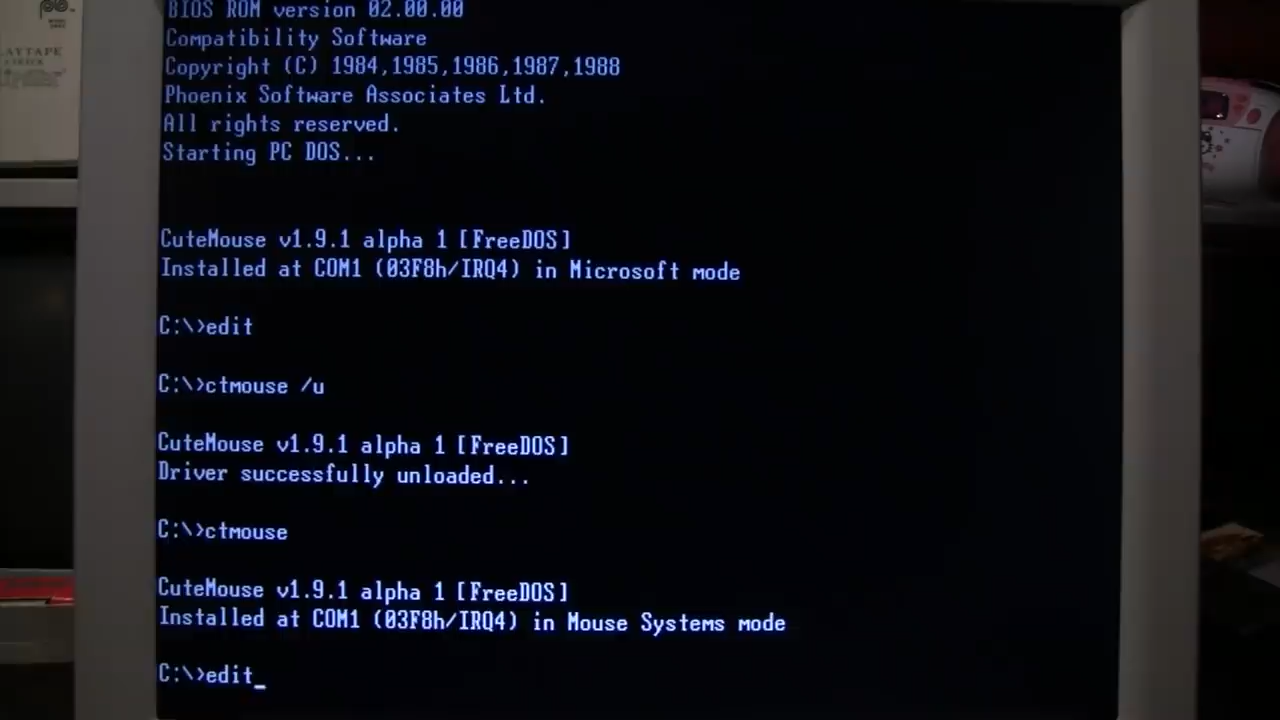 BIOS ROM version 02.00.00
Compatibility Software
Copyright (C) 1984,1985,1986,1987,1988
Phoenix Software Associates Ltd.
All rights reserved.
Starting PC DOS...
CuteMouse v1.9.1 alpha 1 [FreeDOS]
Installed at COM1 (03F8h/IRQ4) in Microsoft mode
C:\>edit
C:\>ctmouse /u
CuteMouse v1.9.1 alpha 1 [FreeDOS]
Driver successfully unloaded...
C:\>ctmouse
CuteMouse v1.9.1 alpha 1 [FreeDOS]
Installed at COM1 (03F8h/IRQ4) in Mouse Systems mode
C:\>edit_